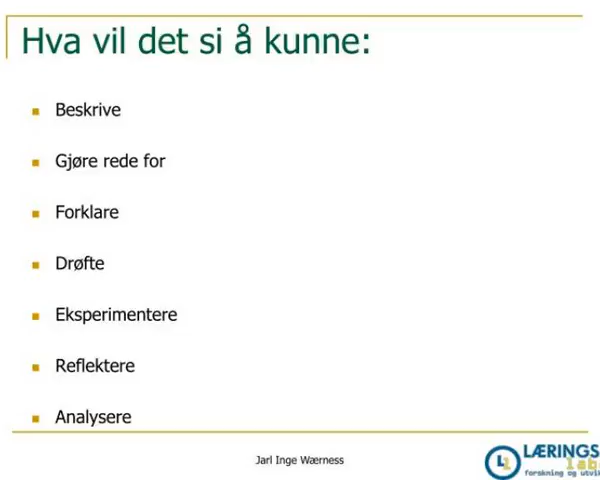 Hva vil det si å kunne:
Beskrive
Gjøre rede for
Forklare
Drøfte
Eksperimentere
Reflektere
Analysere
Jarl Inge Wærness
LÆRINGS
lab
forskning og utvik